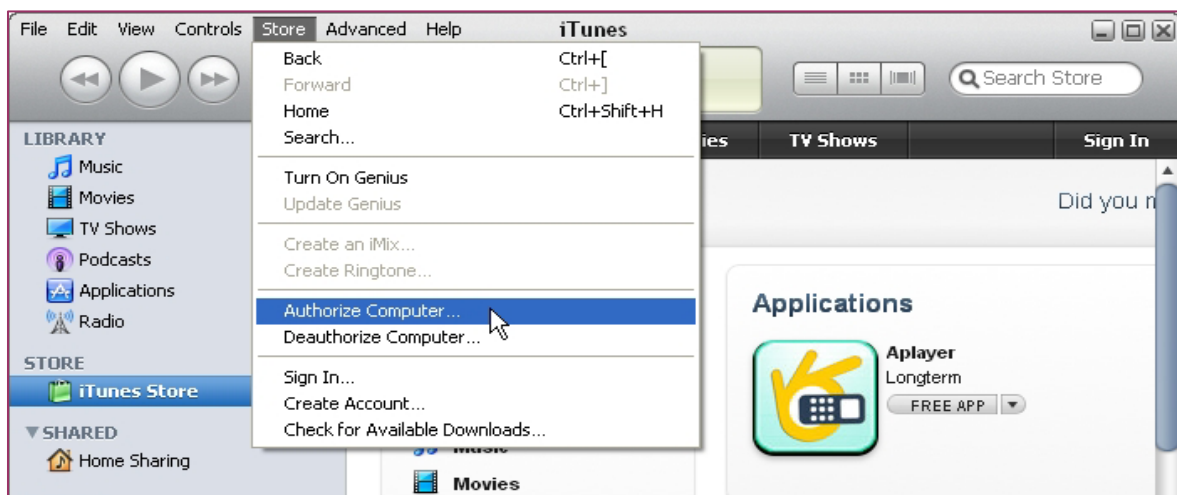 File Edit View Controls Store Advanced Help iTunes
Search Store
LIBRARY
Music
Movies
TV Shows
Podcasts
Applications
Radio
STORE
iTunes Store
SHARED
Home Sharing
Back Ctrl+[
Forward Ctrl+]
Home Ctrl+Shift+H
Search...
Turn On Genius
Update Genius
Create an iMix...
Create Ringtone...
Authorize Computer...
Deauthorize Computer...
Sign In...
Create Account...
Check for Available Downloads...
ies TV Shows Sign In
Did you
Applications
Aplayer
Longterm
FREE APP
Music
Movies